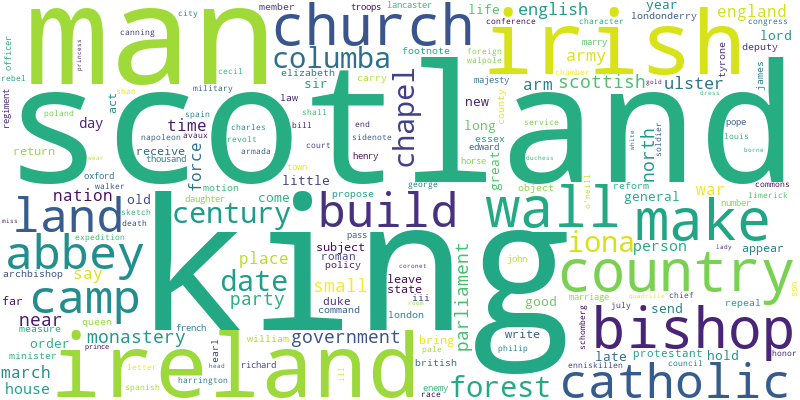 man
church
irish
scotland
king
ireland
lancaster
troops
member
life
english
year
londonderry
england
canning
city
conference
character
congress
princess
columba
footnote
marry
army
foreign
walpole
lord
deputy
officer
rebel
cecil
elizabeth
carry
majesty
chamber
tyrone
shan
military
sir
chapel
scottish
gold
james
regiment
poland
act
spain
law
shall
arm
ulster
dress
day
time
napoleon
avaux
charles
revolt
bill
end
sidenote
new
county
service
pope
louis
return
receive
thousand
armada
court
long
essex
edward
horse
great
north
soldier
white
duchess
borne
wear
oxford
walker
force
henry
town
little
george
propose
object
o'neill
reform
commons
limerick
nation
old
motion
daughter
come
war
general
number
land
century
build
wall
make
miss
sketch
death
expedition
pass
iona
person
appear
lady
abbey
place
subject
roman
policy
coronet
leave
state
john
country
son
archbishop
say
date
party
small
iii
parliament
good
marriage
july
repeal
far
queen
duke
command
camp
near
monastery
french
london
write
philip
send
schomberg
bishop
quadrille
chief
room
measure
order
william
government
bring
late
protestant
hold
honor
minister
prince
earl
richard
head
pale
british
enniskillen
council
march
house
letter
spanish
harrington
ill
enemy
race
forest
catholic